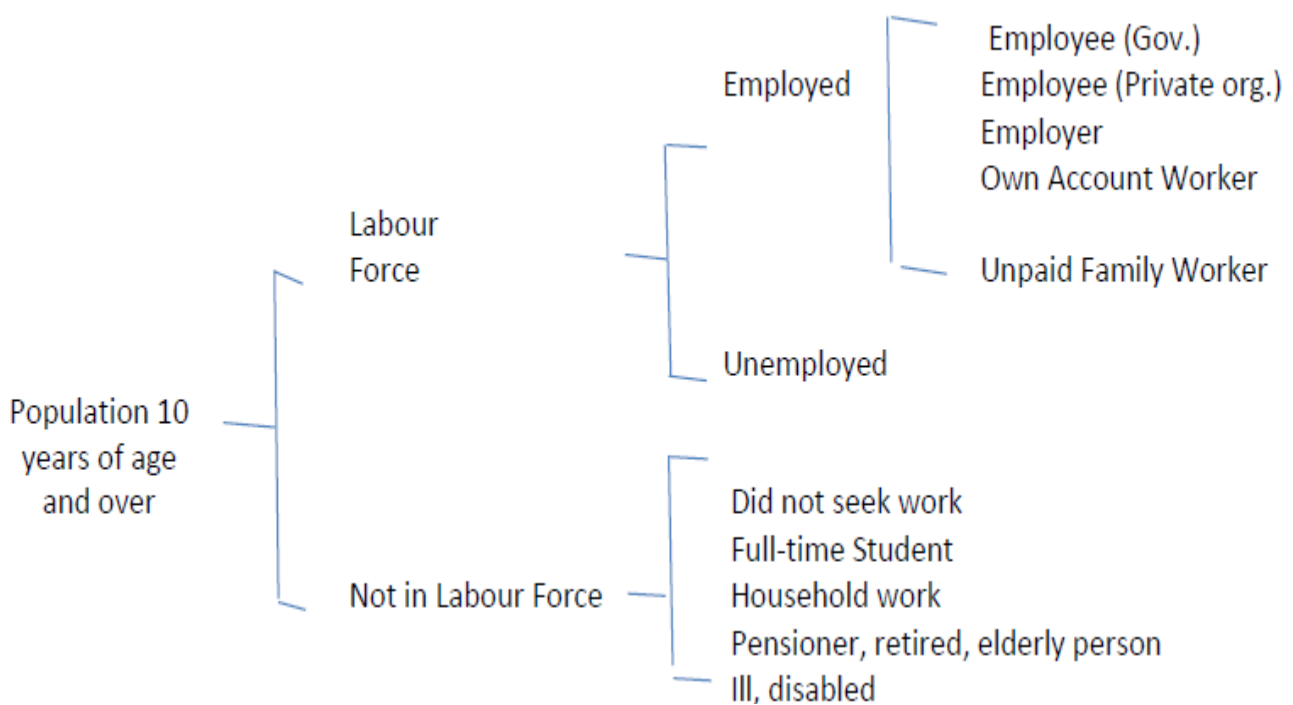 Population 10
years of age
and over
Labour
Force
Employed
Employee (Gov.)
Employee (Private org.)
Employer
Own Account Worker
Unpaid Family Worker
Unemployed
Not in Labour Force
Did not seek work
Full-time Student
Household work
Pensioner, retired, elderly person
Ill, disabled